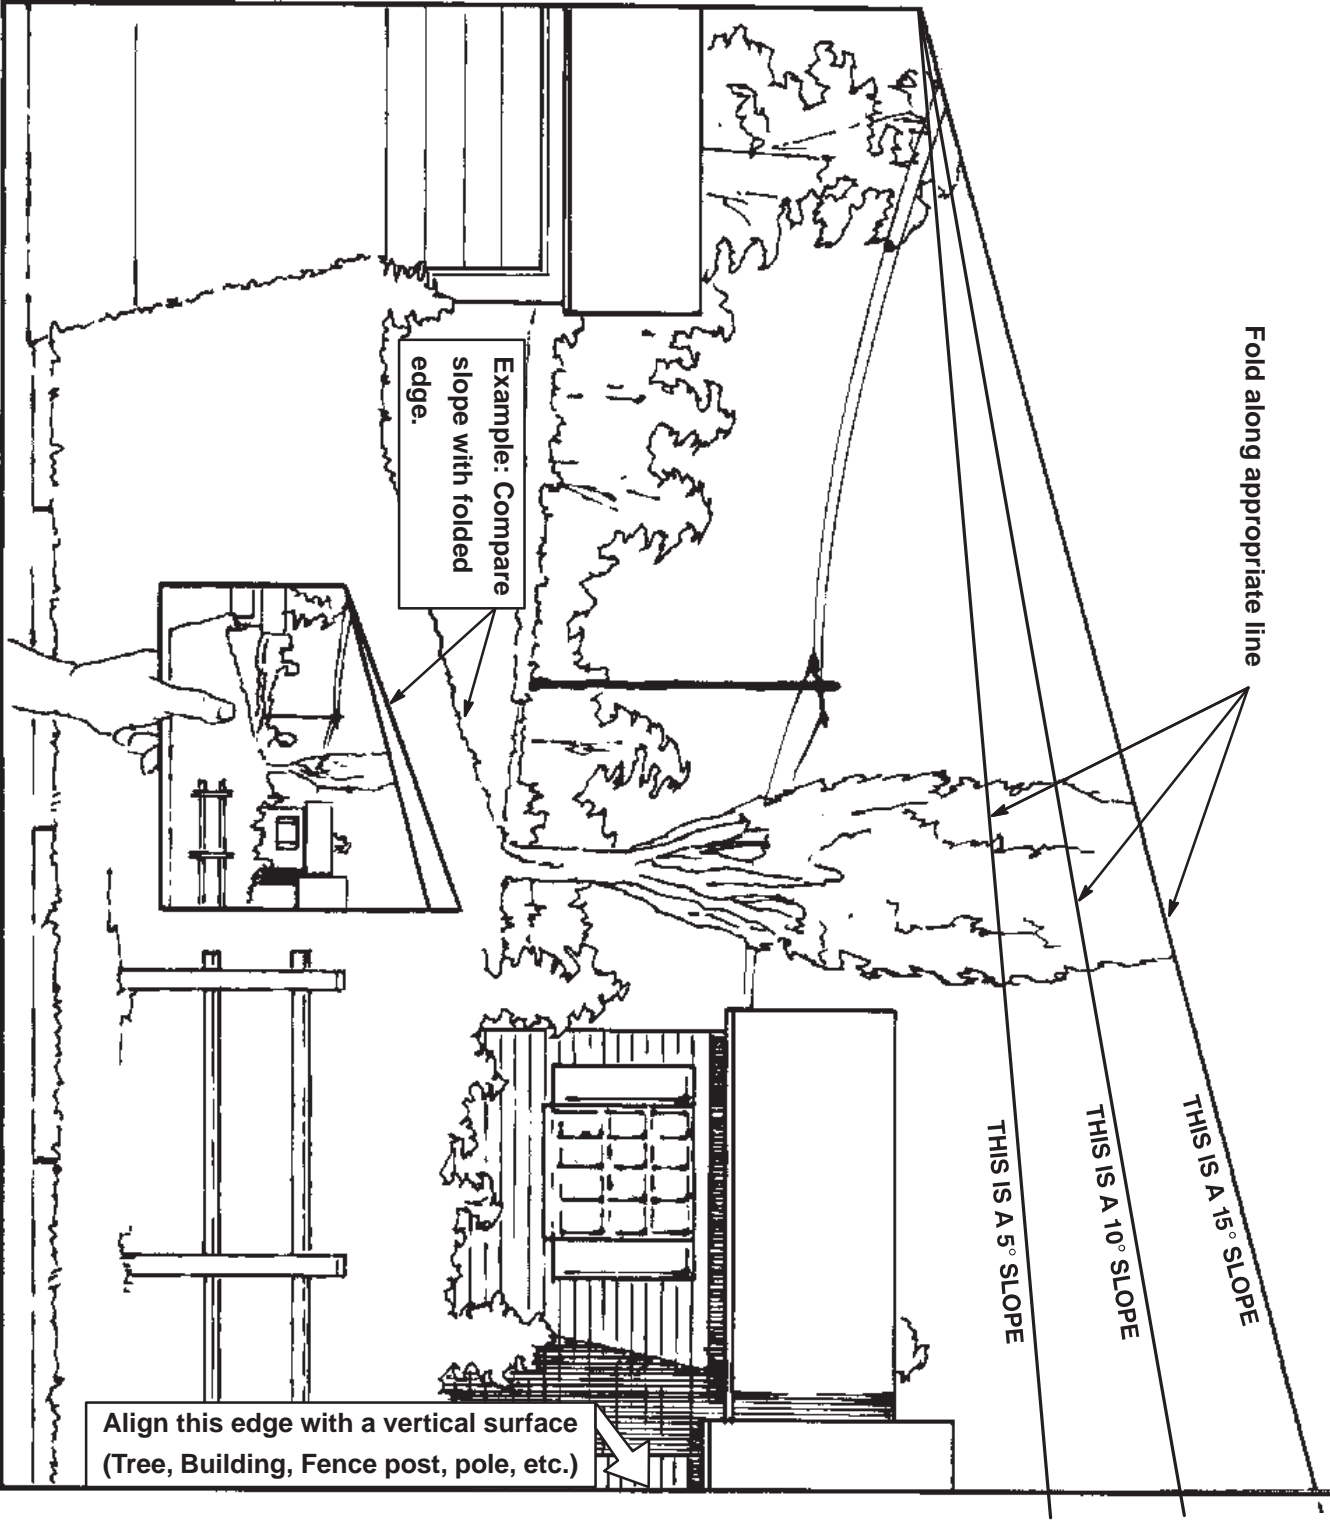 Fold along appropriate line
THIS IS A 15° SLOPE
THIS IS A 10° SLOPE
THIS IS A 5° SLOPE
Example: Compare
slope with folded
edge.
Align this edge with a vertical surface
(Tree, Building, Fence post, pole, etc.)